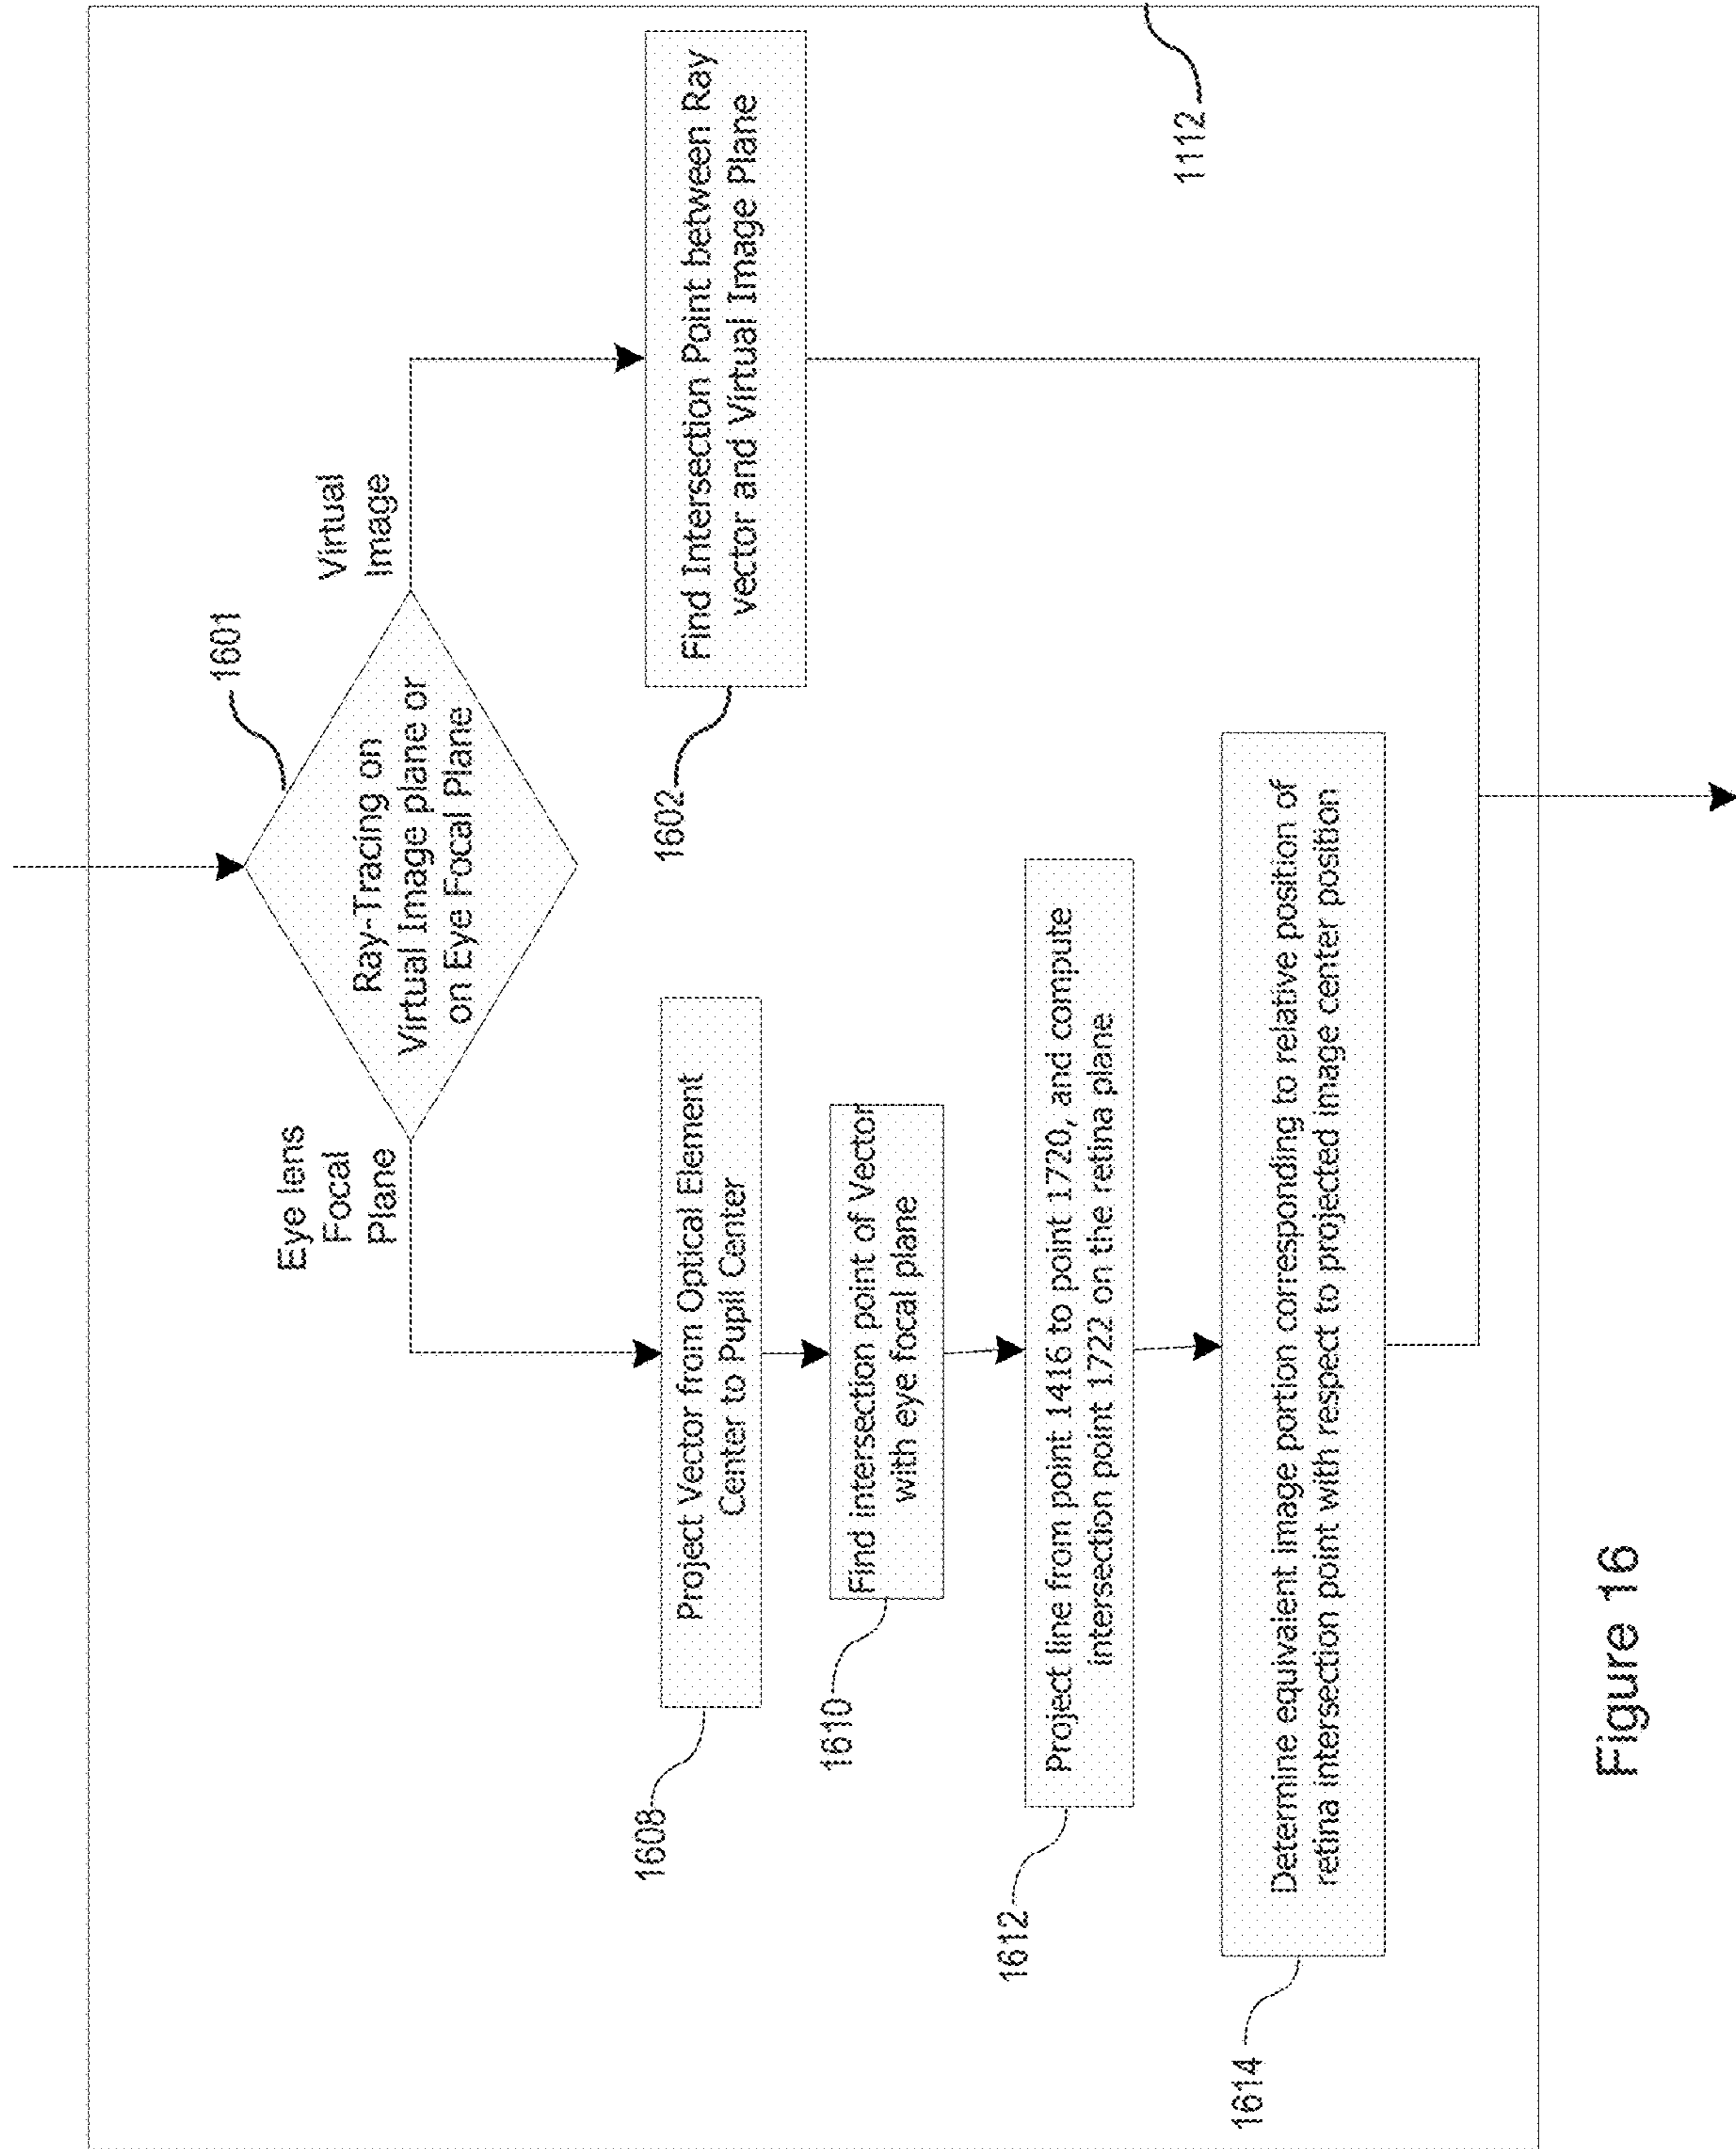 1601
Ray-Tracing on
Virtual Image plane or
on Eye Focal Plane
Eye lens
Focal
Plane
Virtual
Image
1602
Find Intersection Point between Ray
vector and Virtual Image Plane
1608
Project Vector from Optical Element
Center to Pupil Center
1610
Find intersection point of Vector
with eye focal plane
1612
Project line from point 1416 to point 1720, and compute
intersection point 1722 on the retina plane
1614
Determine equivalent image portion corresponding to relative position of
retina intersection point with respect to projected image center position
1112
Figure 16